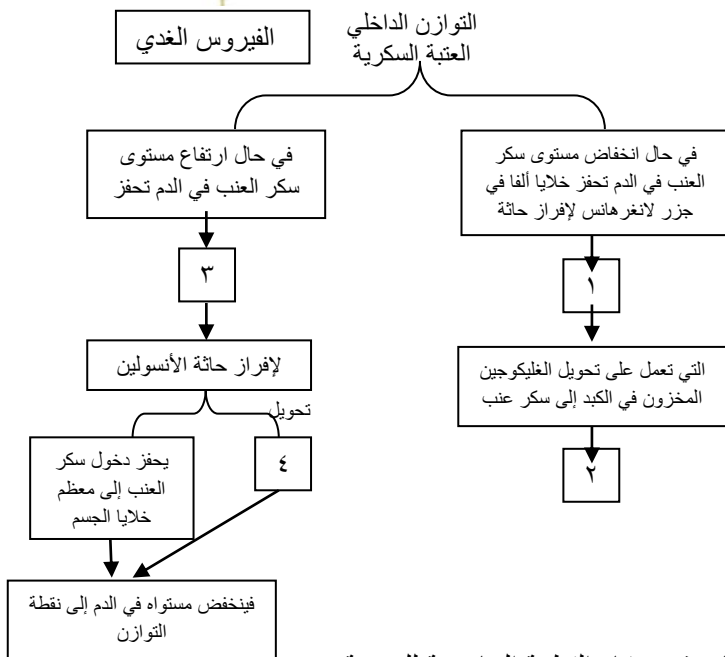 الفيروس الغدي
التوازن الداخلي
العتبة السكرية
في حال انخفاض مستوى سكر
العنب في الدم تحفز خلايا ألفا في
جزر لانغرهانس لإفراز حاثة
١
التي تعمل على تحويل الغليكوجين
المخزون في الكبد إلى سكر عنب
٢
في حال ارتفاع مستوى
سكر العنب في الدم تحفز
٣
لإفراز حاثة الأنسولين
تحويل
٤
يحفز دخول سكر
العنب إلى معظم
خلايا الجسم
فينخفض مستواه في الدم إلى نقطة
التوازن